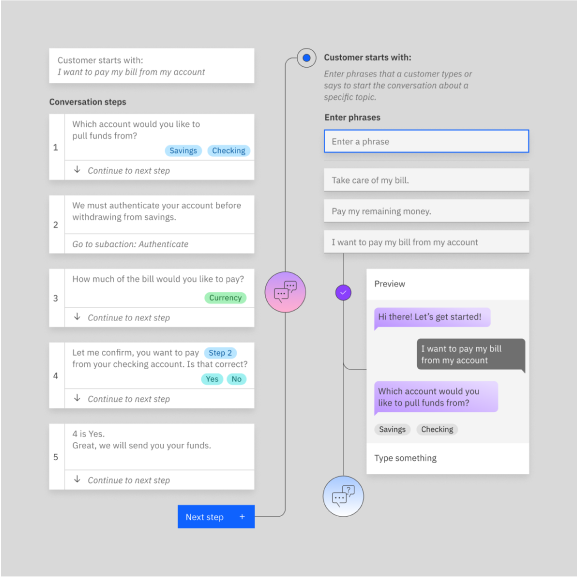 Customer starts with:
I want to pay my bill from my account
Conversation steps
1
Which account would you like to
pull funds from?
Savings
Checking
Continue to next step
2
We must authenticate your account before
withdrawing from savings.
Go to subaction: Authenticate
3
How much of the bill would you like to pay?
Currency
Continue to next step
4
Let me confirm, you want to pay Step 2
from your checking account. Is that correct?
Yes
No
Continue to next step
5
4 is Yes.
Great, we will send you your funds.
Continue to next step
Next step +
Customer starts with:
Enter phrases that a customer types or
says to start the conversation about a
specific topic.
Enter phrases
Enter a phrase
Take care of my bill.
Pay my remaining money.
I want to pay my bill from my account
Preview
Hi there! Let's get started!
I want to pay my bill
from my account
Which account would you
like to pull funds from?
Savings
Checking
Type something
?